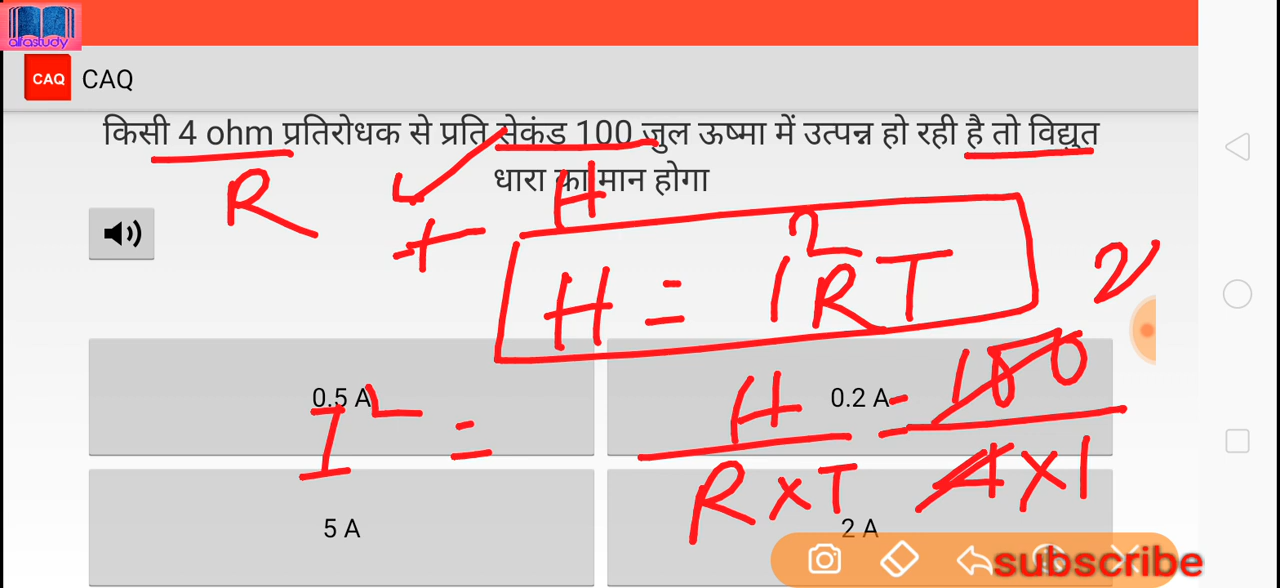 alfastudy
CAQ CAQ
किसी 4 ohm प्रतिरोधक से प्रति सेकंड 100 जुल ऊष्मा में उत्पन्न हो रही है तो विद्युत
धारा का मान होगा
R + H
H = I²RT
0.5 A
0.2 A
I² = H / R×T = 100 / 4×1
5 A
2 A
subscribe